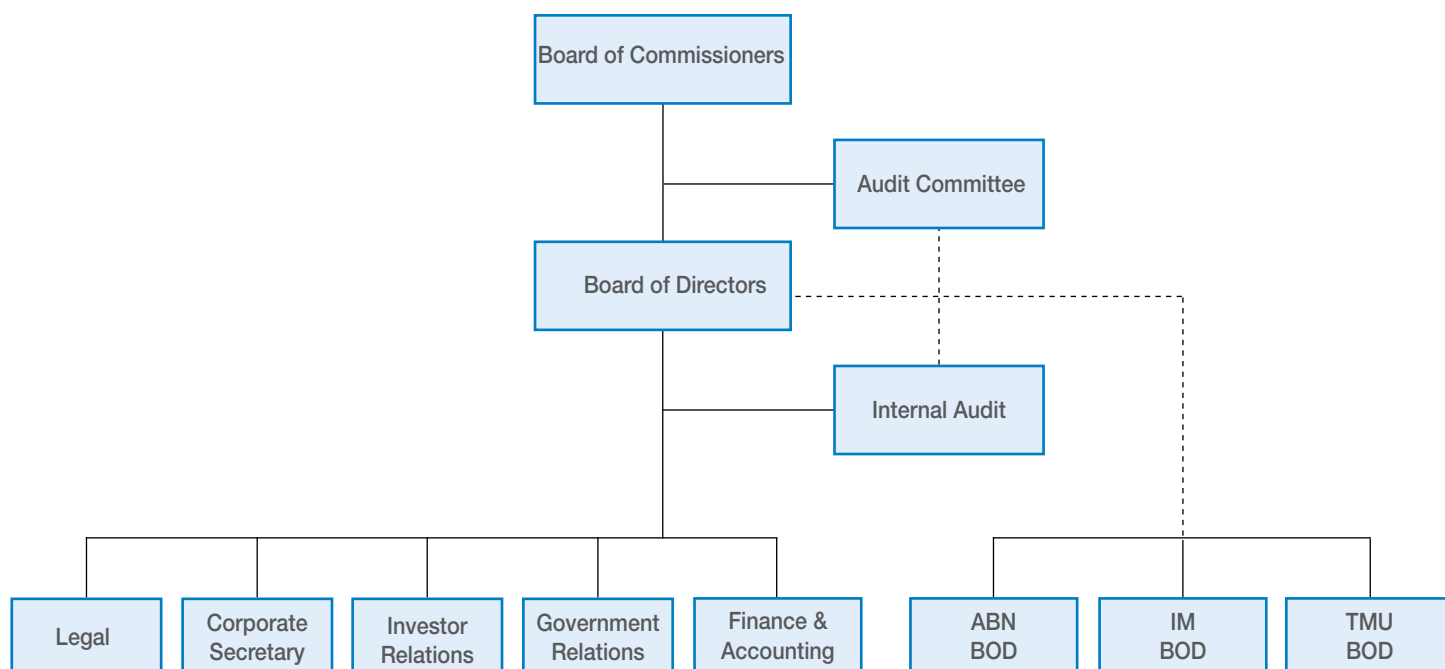 Board of Commissioners
Audit Committee
Board of Directors
Internal Audit
Legal
Corporate
Secretary
Investor
Relations
Government
Relations
Finance &
Accounting
ABN
BOD
IM
BOD
TMU
BOD